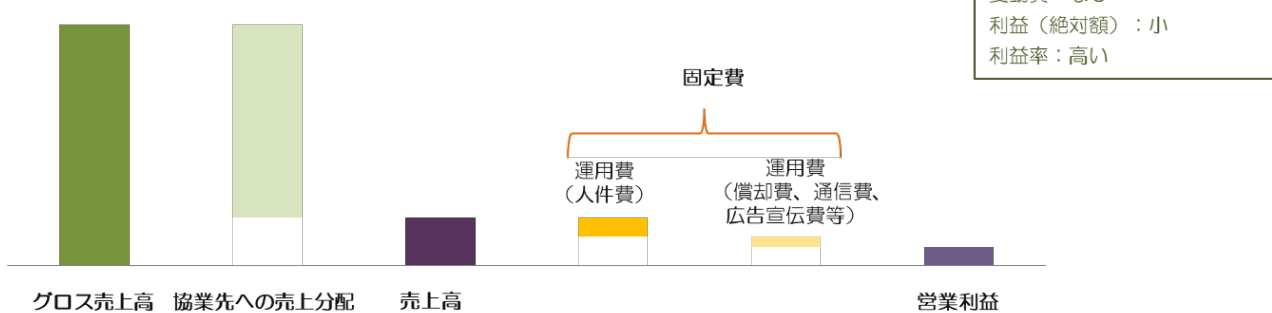 利益（絶対額）：小
利益率：高い
固定費
運用費
（人件費）
運用費
（償却費、通信費、
広告宣伝費等）
グロス売上高
協業先への売上分配
売上高
営業利益